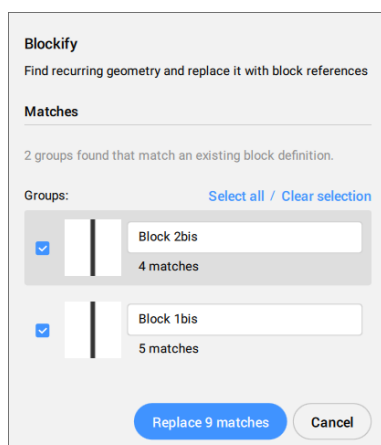 Blockify
Find recurring geometry and replace it with block references
Matches
2 groups found that match an existing block definition.
Groups: Select all / Clear selection
Block 2bis
4 matches
Block 1bis
5 matches
Replace 9 matches Cancel